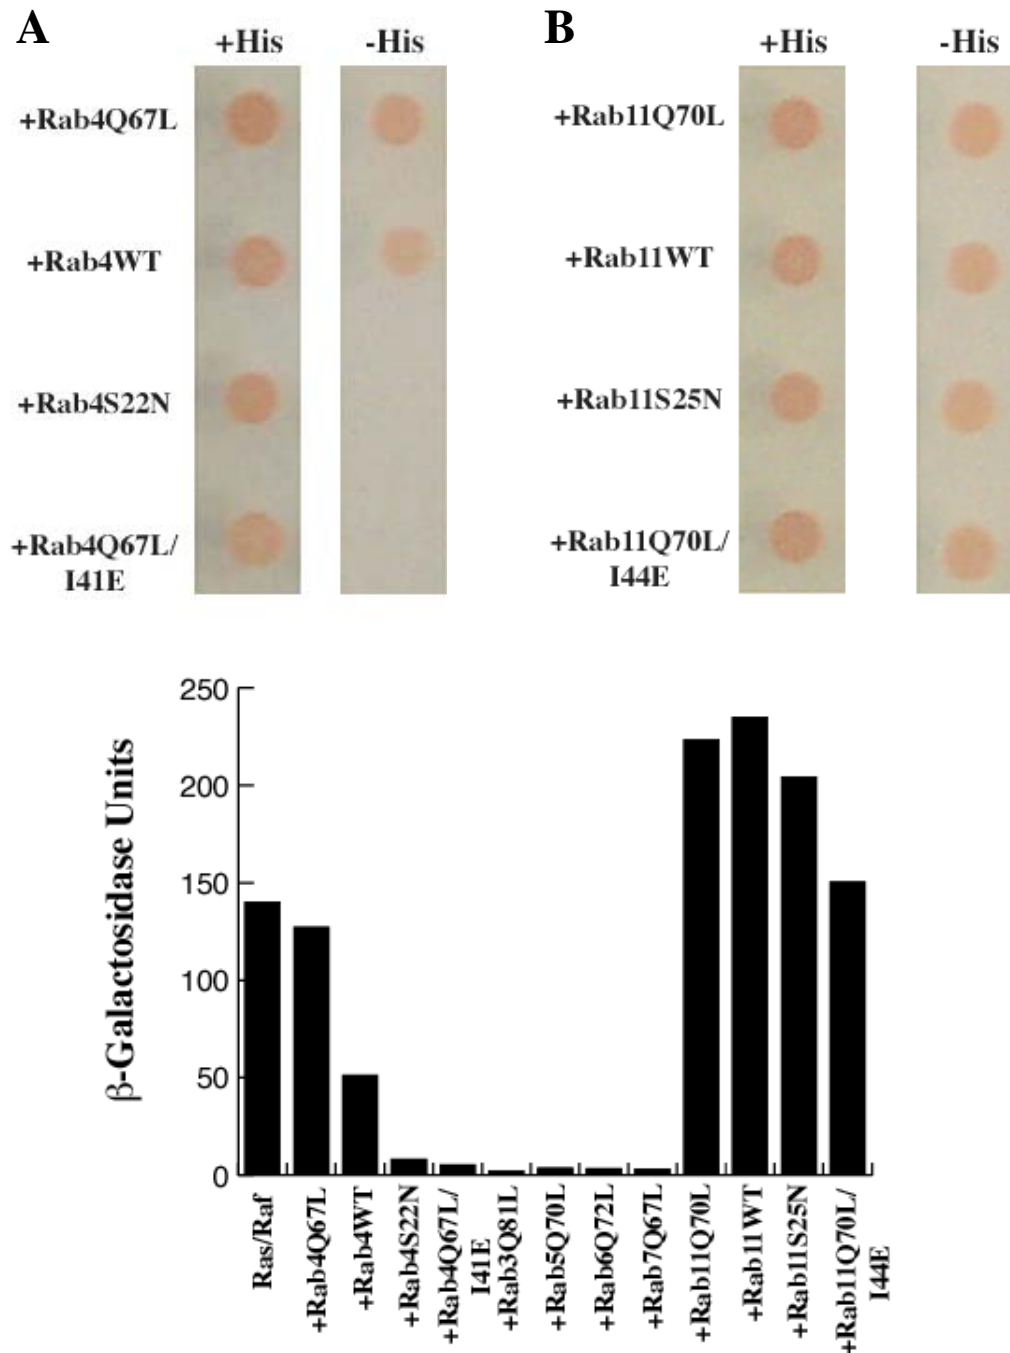 A
+His
-His
+Rab4Q67L
+Rab4WT
+Rab4S22N
+Rab4Q67L/
I41E
B
+His
-His
+Rab11Q70L
+Rab11WT
+Rab11S25N
+Rab11Q70L/
I44E
β-Galactosidase Units
250
200
150
100
50
0
Ras/Raf
+Rab4Q67L
+Rab4WT
+Rab4S22N
+Rab4Q67L/
I41E
+Rab3Q81L
+Rab5Q70L
+Rab6Q72L
+Rab7Q67L
+Rab11Q70L
+Rab11WT
+Rab11S25N
+Rab11Q70L/
I44E